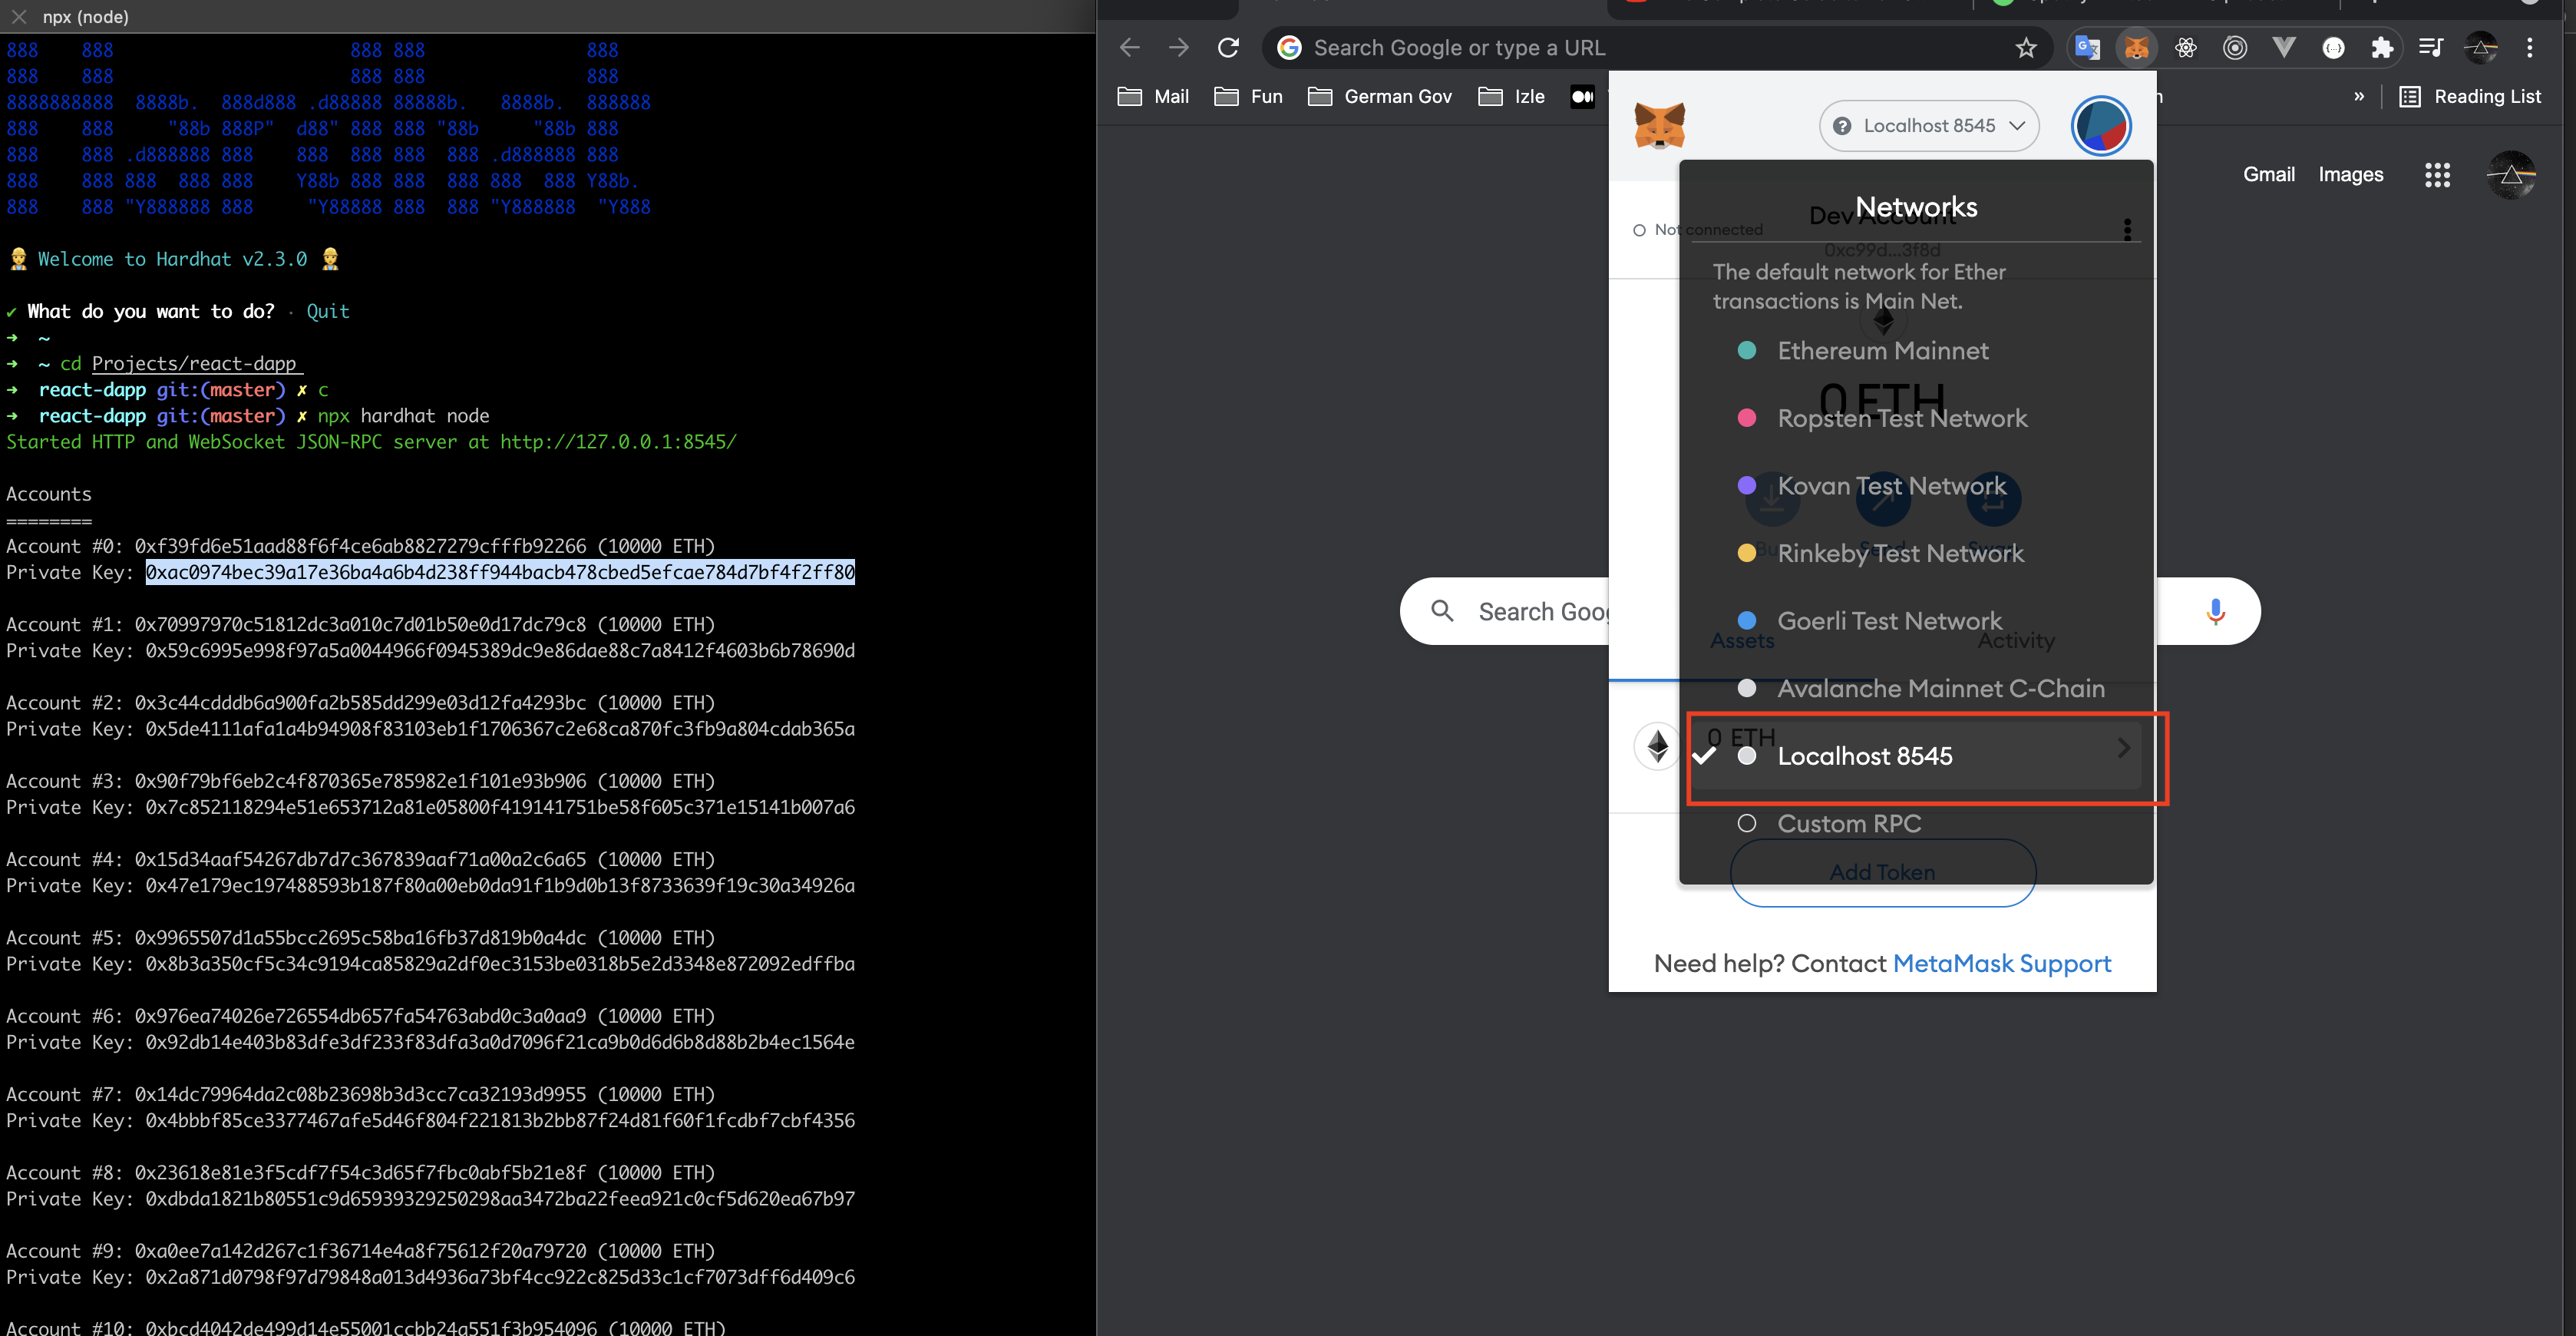 npx (node)
888    888                      888 888               888
888    888                      888 888               888
8888888888  8888b.  888d888 .d88888 88888b.   8888b.  888888
888    888     "88b 888P"  d88" 888 888 "88b     "88b 888
888    888 .d888888 888    888  888 888  888 .d888888 888
888    888 888  888 888    Y88b 888 888  888 888  888 Y88b.
888    888 "Y888888 888     "Y88888 888  888 "Y888888  "Y888
Welcome to Hardhat v2.3.0
✔ What do you want to do? · Quit
➜  ~
➜  ~ cd Projects/react-dapp
➜  react-dapp git:(master) ✗ c
➜  react-dapp git:(master) ✗ npx hardhat node
Started HTTP and WebSocket JSON-RPC server at http://127.0.0.1:8545/
Accounts
========
Account #0: 0xf39fd6e51aad88f6f4ce6ab8827279cfffb92266 (10000 ETH)
Private Key: 0xac0974bec39a17e36ba4a6b4d238ff944bacb478cbed5efcae784d7bf4f2ff80
Account #1: 0x70997970c51812dc3a010c7d01b50e0d17dc79c8 (10000 ETH)
Private Key: 0x59c6995e998f97a5a0044966f0945389dc9e86dae88c7a8412f4603b6b78690d
Account #2: 0x3c44cdddb6a900fa2b585dd299e03d12fa4293bc (10000 ETH)
Private Key: 0x5de4111afa1a4b94908f83103eb1f1706367c2e68ca870fc3fb9a804cdab365a
Account #3: 0x90f79bf6eb2c4f870365e785982e1f101e93b906 (10000 ETH)
Private Key: 0x7c852118294e51e653712a81e05800f419141751be58f605c371e15141b007a6
Account #4: 0x15d34aaf54267db7d7c367839aaf71a00a2c6a65 (10000 ETH)
Private Key: 0x47e179ec197488593b187f80a00eb0da91f1b9d0b13f8733639f19c30a34926a
Account #5: 0x9965507d1a55bcc2695c58ba16fb37d819b0a4dc (10000 ETH)
Private Key: 0x8b3a350cf5c34c9194ca85829a2df0ec3153be0318b5e2d3348e872092edffba
Account #6: 0x976ea74026e726554db657fa54763abd0c3a0aa9 (10000 ETH)
Private Key: 0x92db14e403b83dfe3df233f83dfa3a0d7096f21ca9b0d6d6b8d88b2b4ec1564e
Account #7: 0x14dc79964da2c08b23698b3d3cc7ca32193d9955 (10000 ETH)
Private Key: 0x4bbbf85ce3377467afe5d46f804f221813b2bb87f24d81f60f1fcdbf7cbf4356
Account #8: 0x23618e81e3f5cdf7f54c3d65f7fbc0abf5b21e8f (10000 ETH)
Private Key: 0xdbda1821b80551c9d65939329250298aa3472ba22feea921c0cf5d620ea67b97
Account #9: 0xa0ee7a142d267c1f36714e4a8f75612f20a79720 (10000 ETH)
Private Key: 0x2a871d0798f97d79848a013d4936a73bf4cc922c825d33c1cf7073dff6d409c6
Account #10: 0xbcd4042de499d14e55001ccbb24a551f3b954096 (10000 ETH)
Search Google or type a URL
Mail Fun German Gov Izle » Reading List
Gmail Images
Localhost 8545
Networks
Dev Account
Not connected
0xc99d...3f8d
The default network for Ether
transactions is Main Net.
Ethereum Mainnet
0 ETH
Ropsten Test Network
Kovan Test Network
Rinkeby Test Network
Search Goo
Goerli Test Network
Assets Activity
Avalanche Mainnet C-Chain
0 ETH
Localhost 8545
Custom RPC
Add Token
Need help? Contact MetaMask Support